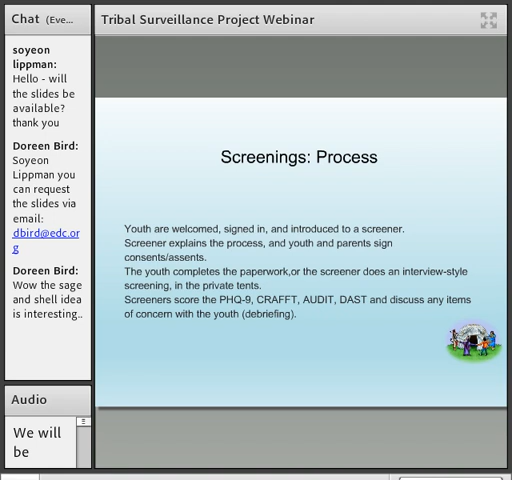 Chat (Eve...
soyeon
lippman:
Hello - will
the slides be
available?
thank you
Doreen Bird:
Soyeon
Lippman you
can request
the slides via
email:
dbird@edc.or
g
Doreen Bird:
Wow the sage
and shell idea
is interesting..
Audio
We will
be
Tribal Surveillance Project Webinar
Screenings: Process
Youth are welcomed, signed in, and introduced to a screener.
Screener explains the process, and youth and parents sign
consents/assents.
The youth completes the paperwork,or the screener does an interview-style
screening, in the private tents.
Screeners score the PHQ-9, CRAFFT, AUDIT, DAST and discuss any items
of concern with the youth (debriefing).